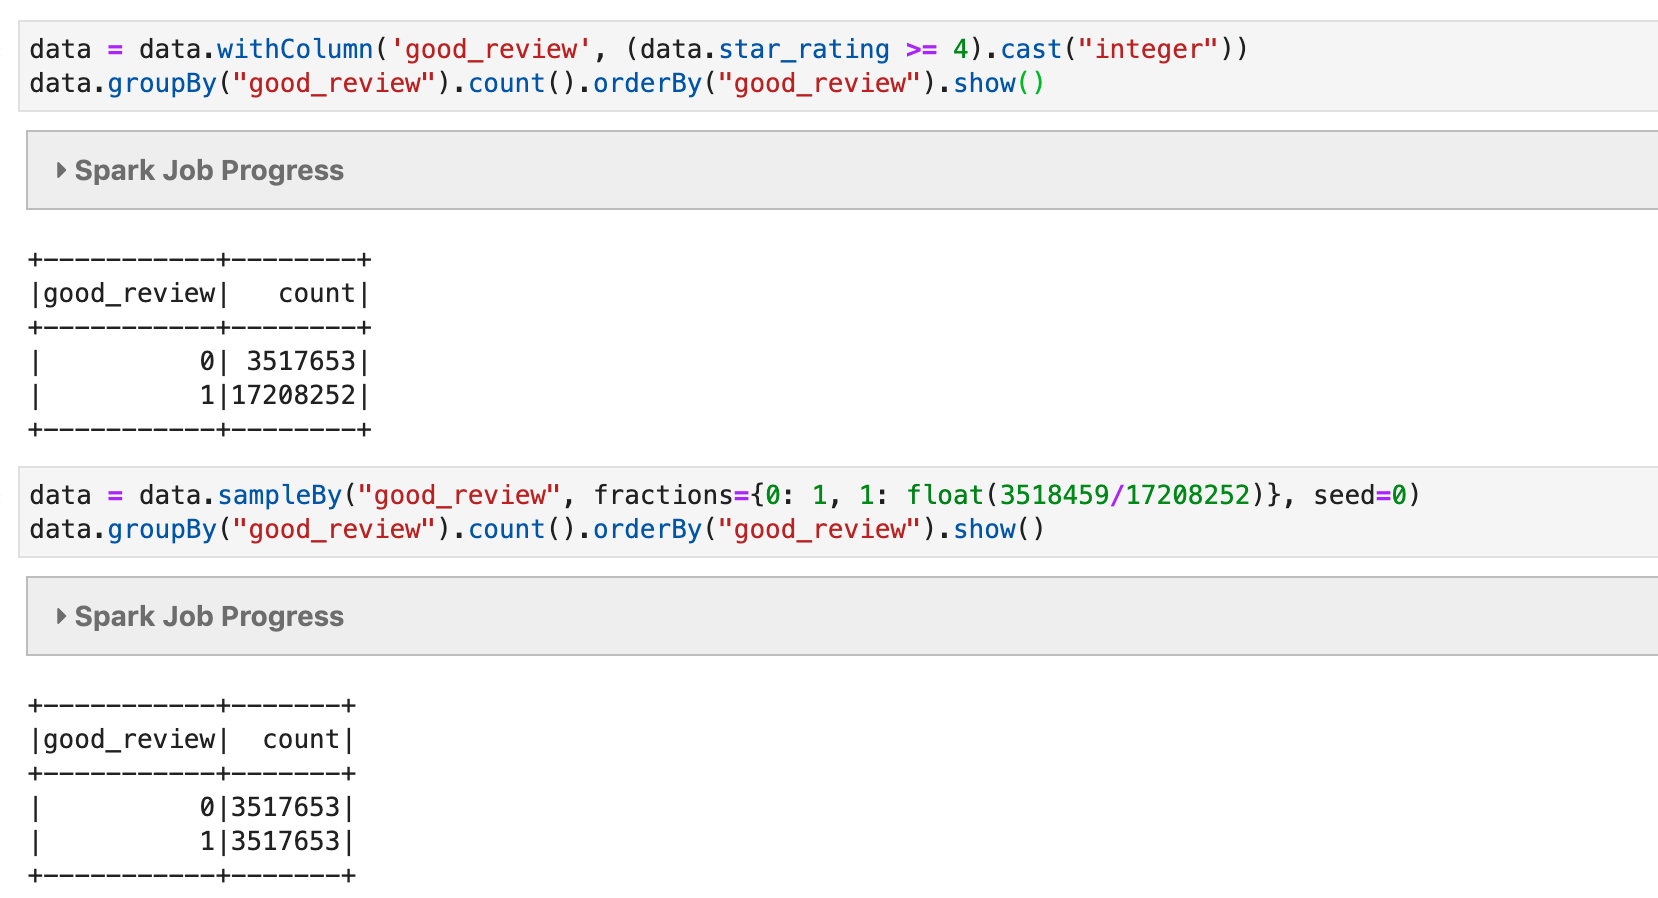 data = data.withColumn('good_review', (data.star_rating >= 4).cast("integer"))
data.groupBy("good_review").count().orderBy("good_review").show()
Spark Job Progress
+-----------+--------+
|good_review|   count|
+-----------+--------+
|          0| 3517653|
|          1|17208252|
+-----------+--------+
data = data.sampleBy("good_review", fractions={0: 1, 1: float(3518459/17208252)}, seed=0)
data.groupBy("good_review").count().orderBy("good_review").show()
Spark Job Progress
+-----------+-------+
|good_review|  count|
+-----------+-------+
|          0|3517653|
|          1|3517653|
+-----------+-------+